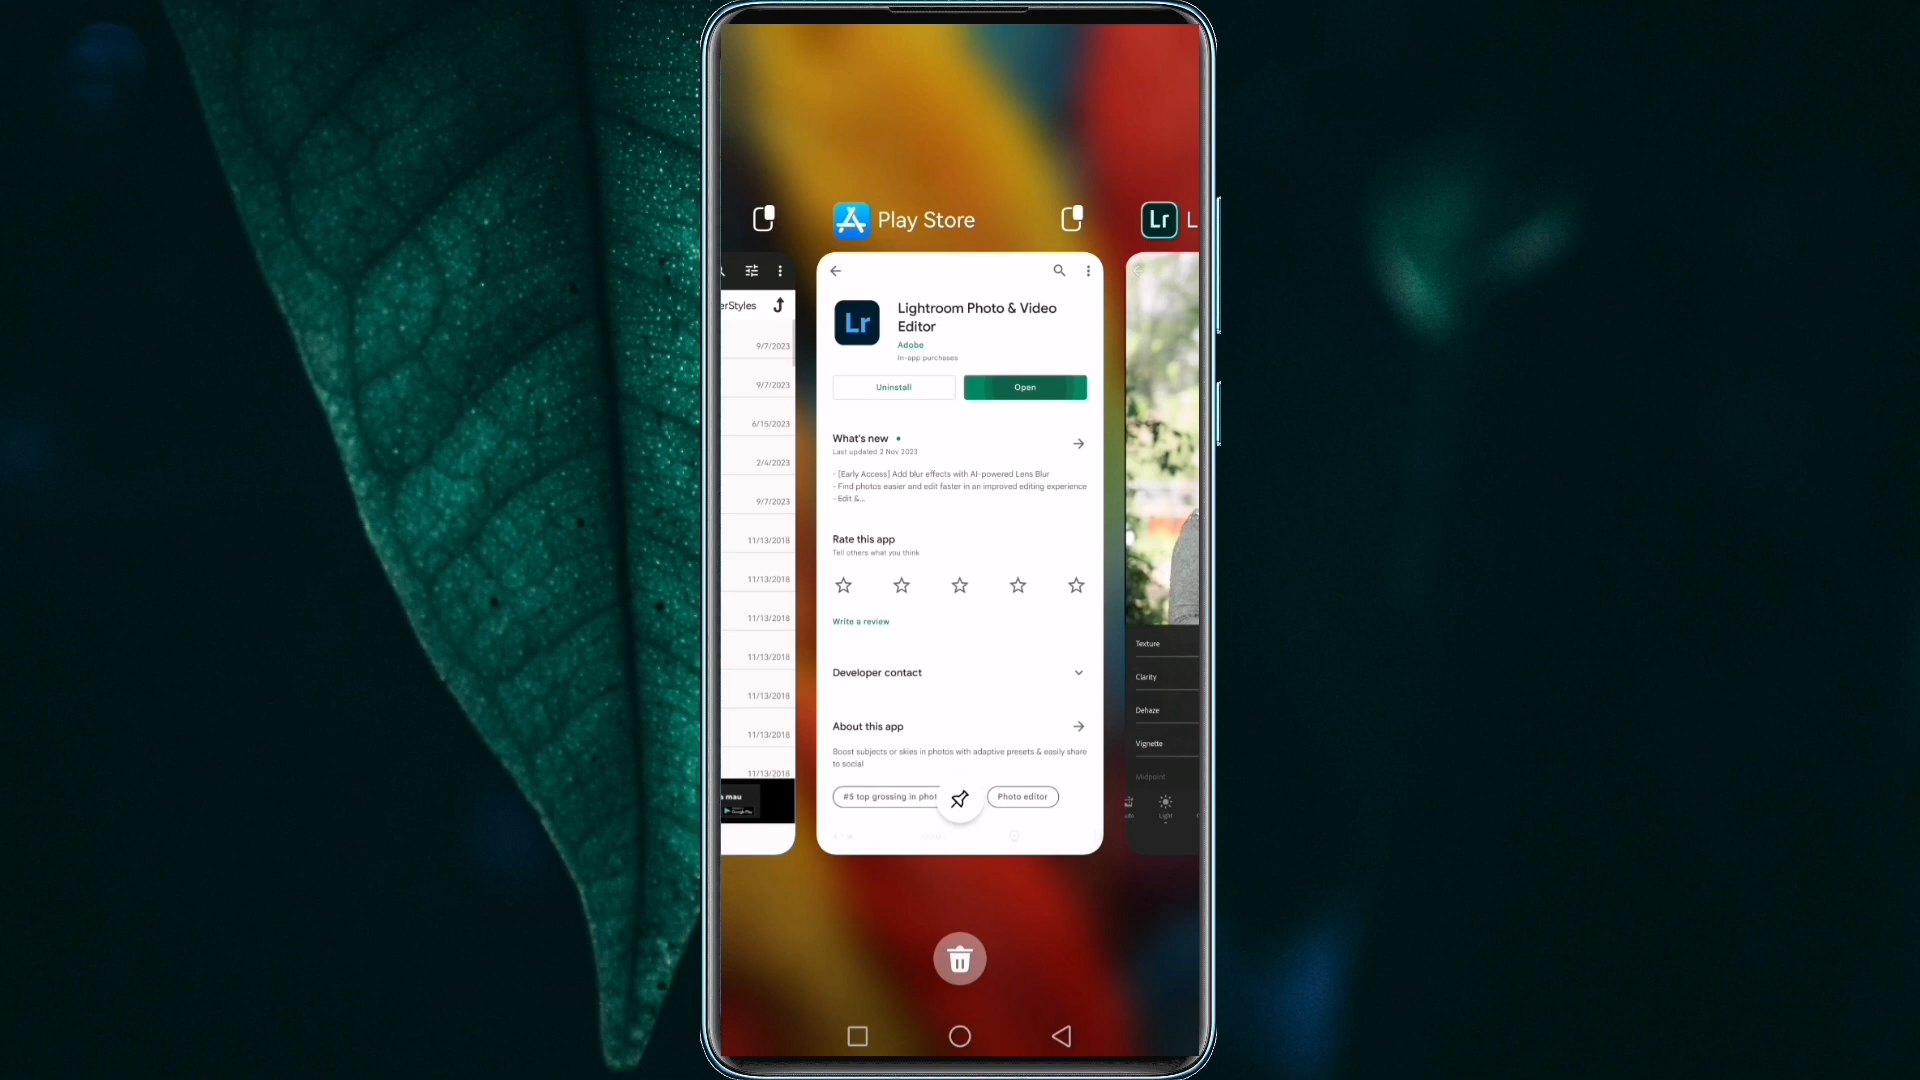 Play Store
Lr
L
erStyles
9/7/2023
9/7/2023
6/15/2023
2/4/2023
9/7/2023
11/13/2018
11/13/2018
11/13/2018
11/13/2018
11/13/2018
11/13/2018
11/13/2018
a mau
Google Play
Lr
Lightroom Photo & Video
Editor
Adobe
In-app purchases
Uninstall
Open
What's new
Last updated 2 Nov 2023
- [Early Access] Add blur effects with AI-powered Lens Blur
- Find photos easier and edit faster in an improved editing experience
- Edit &...
Rate this app
Tell others what you think
Write a review
Developer contact
About this app
Boost subjects or skies in photos with adaptive presets & easily share
to social
#5 top grossing in phot
Photo editor
Texture
Clarity
Dehaze
Vignette
Midpoint
Light